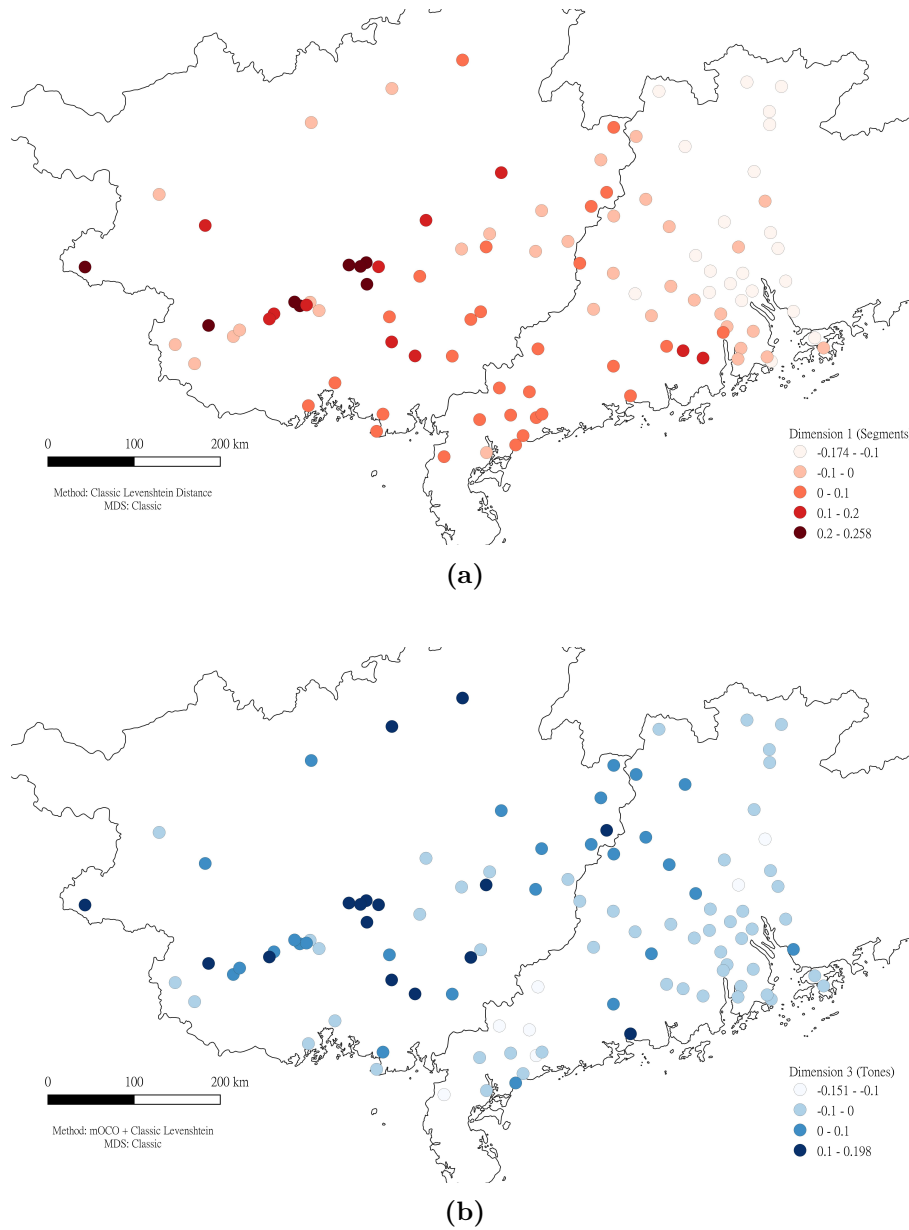 0 200 km
100
Method: Classic Levenshtein Distance
MDS: Classic
Dimension 1 (Segments
-0.174 - -0.1
-0.1 - 0
0 - 0.1
0.1 - 0.2
0.2 - 0.258
(a)
0 100 200 km
Method: mOCO + Classic Levenshtein
MDS: Classic
Dimension 3 (Tones)
-0.151 - -0.1
-0.1 - 0
0 - 0.1
0.1 - 0.198
(b)